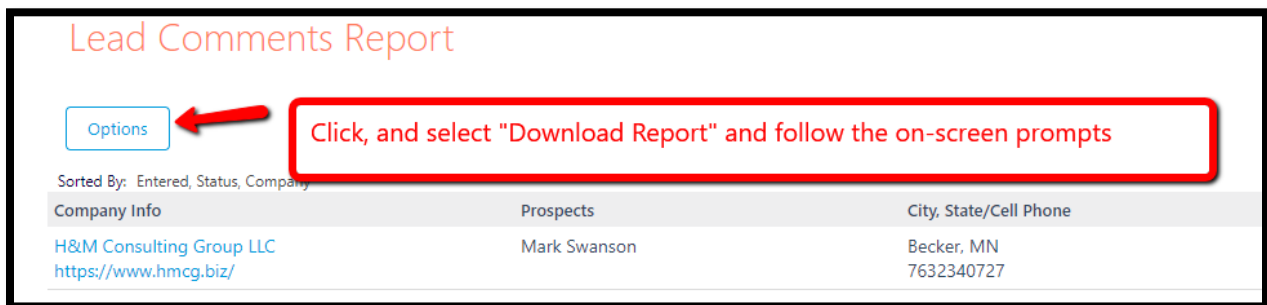 Lead Comments Report
Options
Click, and select "Download Report" and follow the on-screen prompts
Sorted By: Entered, Status, Company
Company Info Prospects City, State/Cell Phone
H&M Consulting Group LLC Mark Swanson Becker, MN
https://www.hmcg.biz/ 7632340727